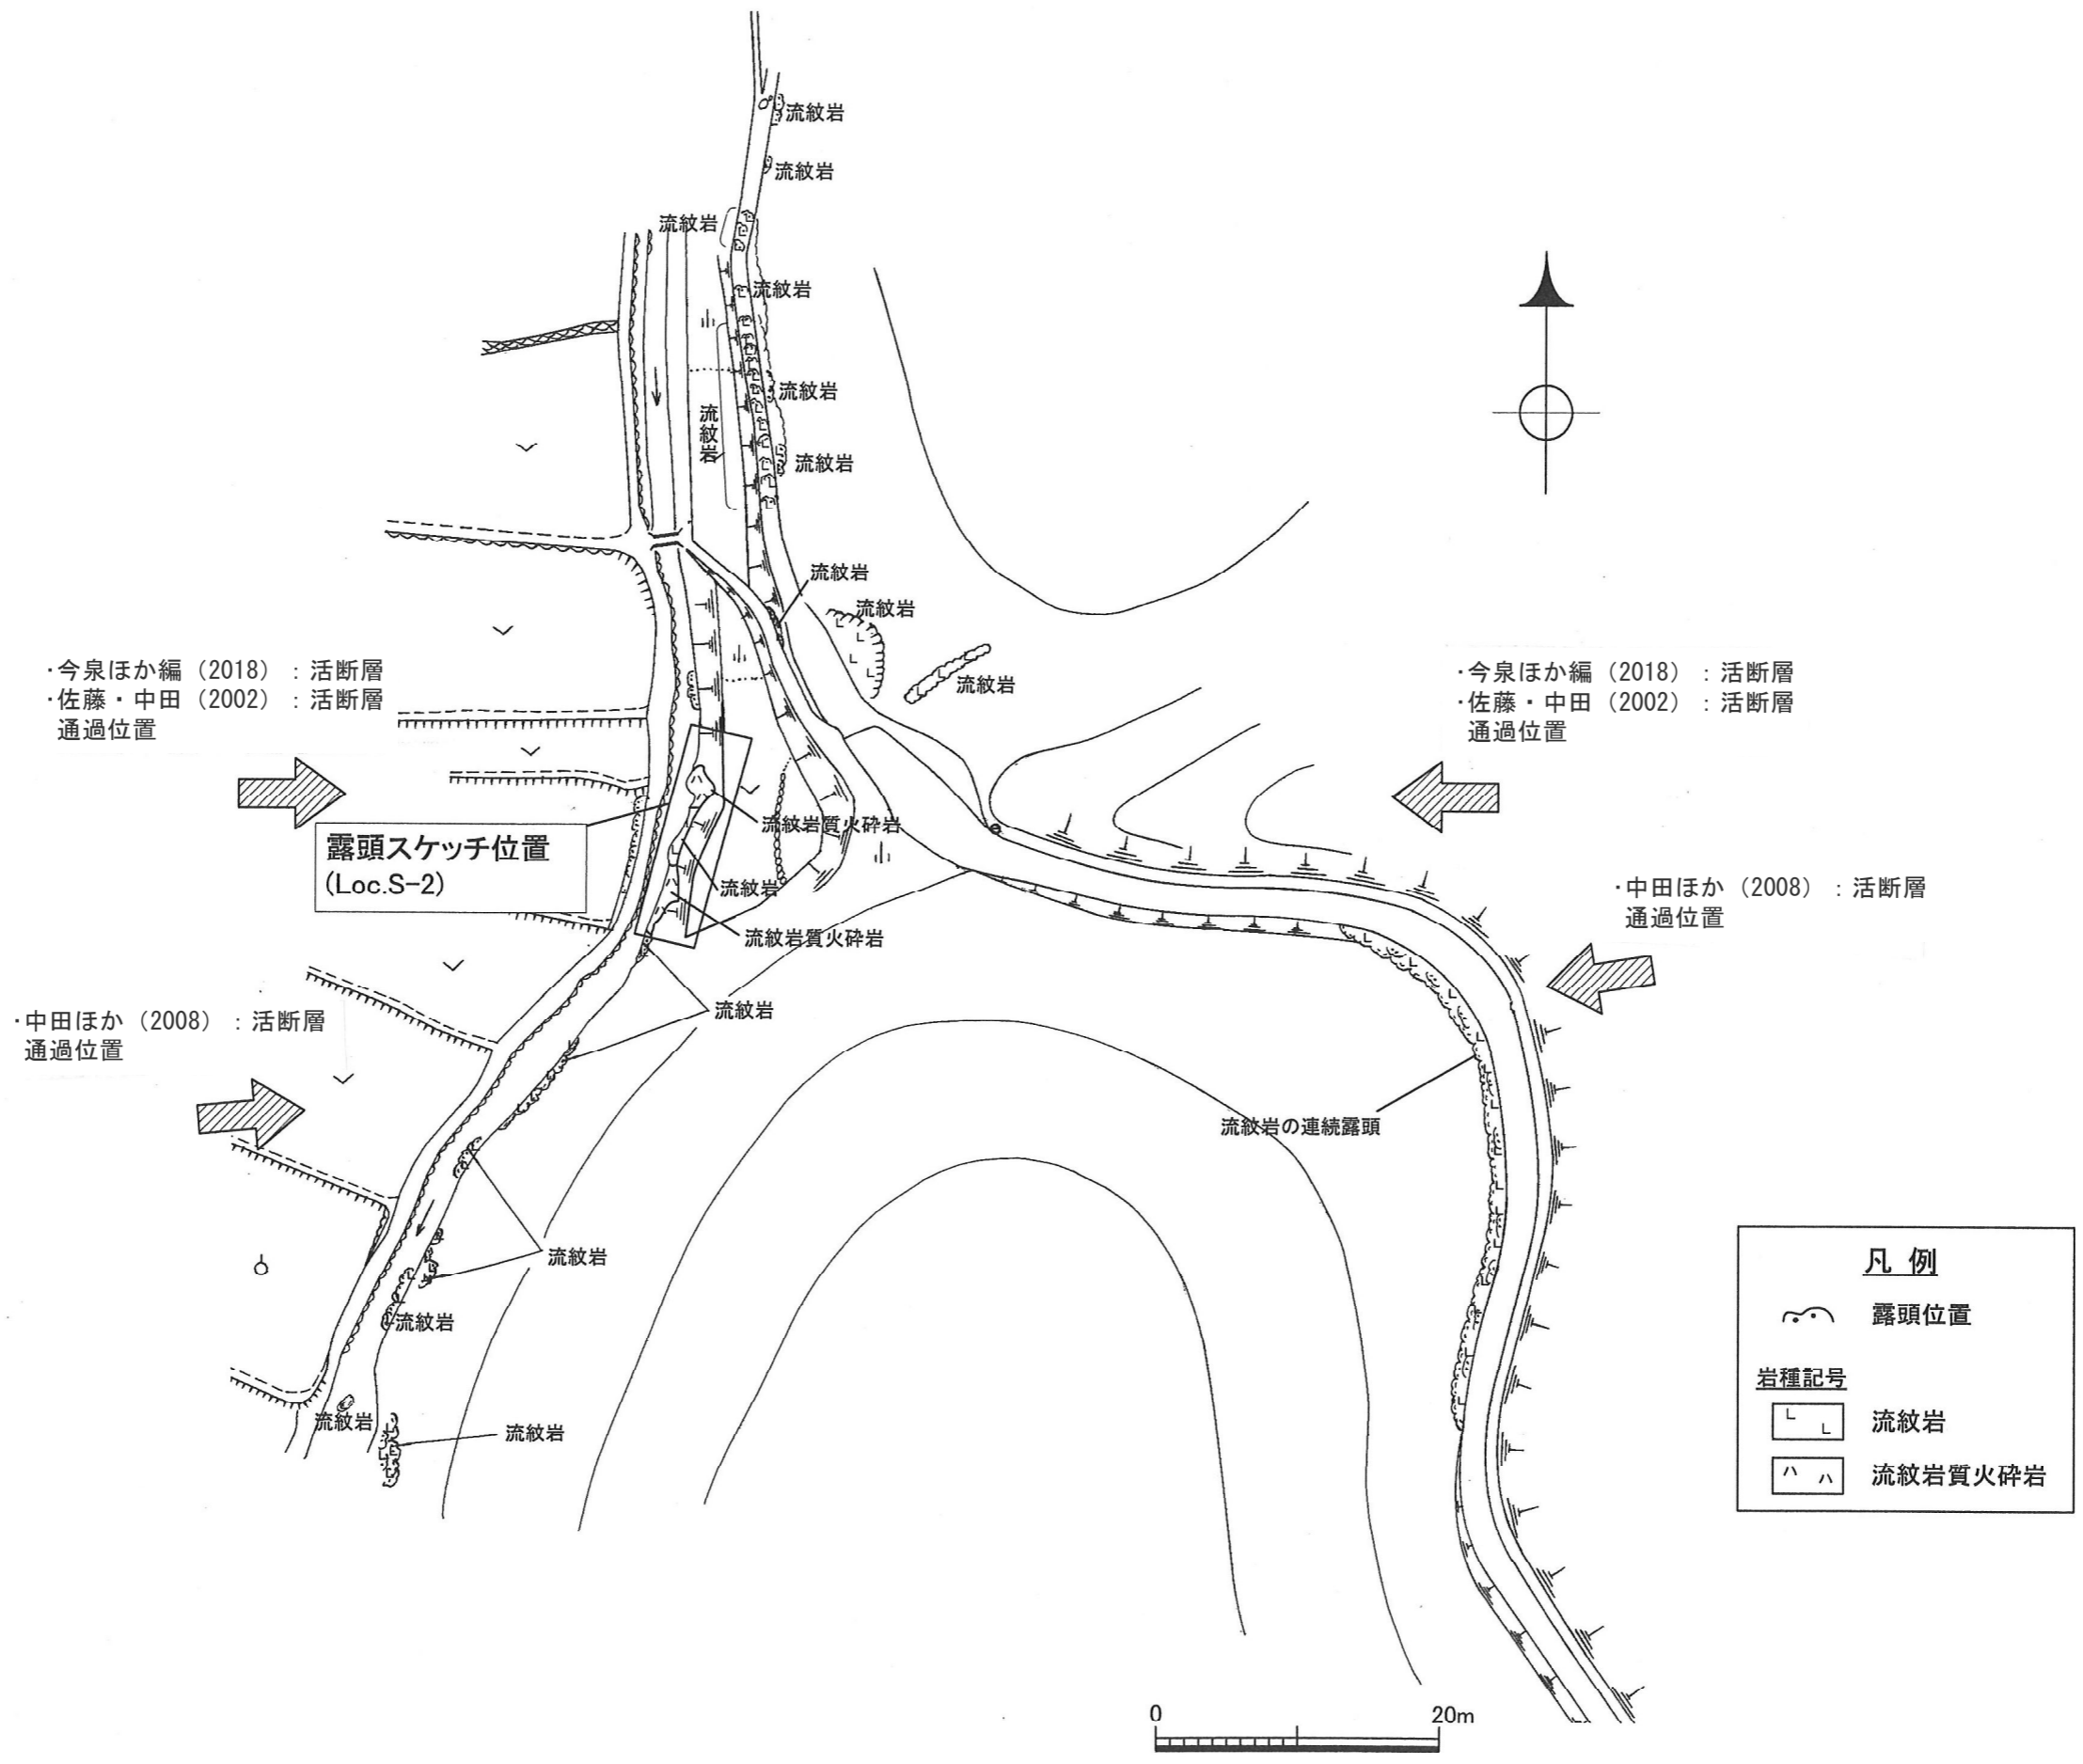 流紋岩
流紋岩
流紋岩
流紋岩
流紋岩
流紋岩
流紋岩
流紋岩
流紋岩
流紋岩
・今泉ほか編（2018）：活断層
・佐藤・中田（2002）：活断層
通過位置
・今泉ほか編（2018）：活断層
・佐藤・中田（2002）：活断層
通過位置
流紋岩質火砕岩
露頭スケッチ位置
(Loc.S-2)
流紋岩
流紋岩質火砕岩
・中田ほか（2008）：活断層
通過位置
流紋岩
・中田ほか（2008）：活断層
通過位置
流紋岩の連続露頭
流紋岩
流紋岩
流紋岩
流紋岩
凡 例
露頭位置
岩種記号
流紋岩
流紋岩質火砕岩
0 20m